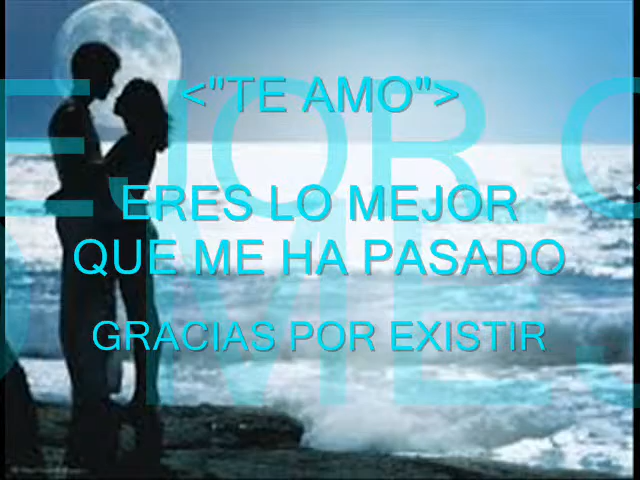 <"TE AMO">
ERES LO MEJOR
QUE ME HA PASADO
GRACIAS POR EXISTIR